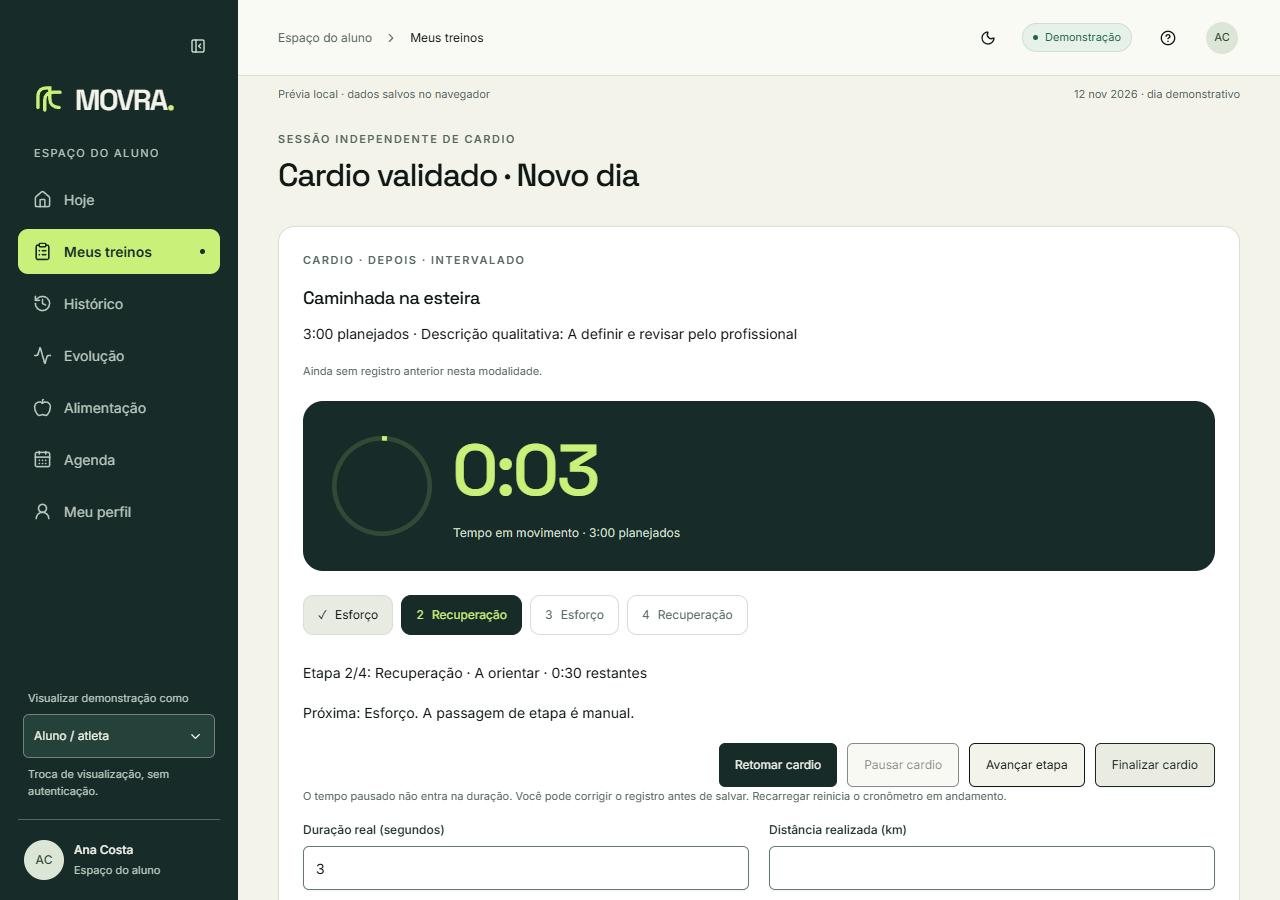 MOVRA.
ESPAÇO DO ALUNO
Hoje
Meus treinos
Histórico
Evolução
Alimentação
Agenda
Meu perfil
Visualizar demonstração como
Aluno / atleta
Troca de visualização, sem
autenticação.
AC
Ana Costa
Espaço do aluno
Espaço do aluno > Meus treinos
Demonstração
AC
Prévia local · dados salvos no navegador
12 nov 2026 · dia demonstrativo
SESSÃO INDEPENDENTE DE CARDIO
Cardio validado · Novo dia
CARDIO · DEPOIS · INTERVALADO
Caminhada na esteira
3:00 planejados · Descrição qualitativa: A definir e revisar pelo profissional
Ainda sem registro anterior nesta modalidade.
0:03
Tempo em movimento · 3:00 planejados
✓ Esforço
2 Recuperação
3 Esforço
4 Recuperação
Etapa 2/4: Recuperação · A orientar · 0:30 restantes
Próxima: Esforço. A passagem de etapa é manual.
Retomar cardio
Pausar cardio
Avançar etapa
Finalizar cardio
O tempo pausado não entra na duração. Você pode corrigir o registro antes de salvar. Recarregar reinicia o cronômetro em andamento.
Duração real (segundos)
3
Distância realizada (km)